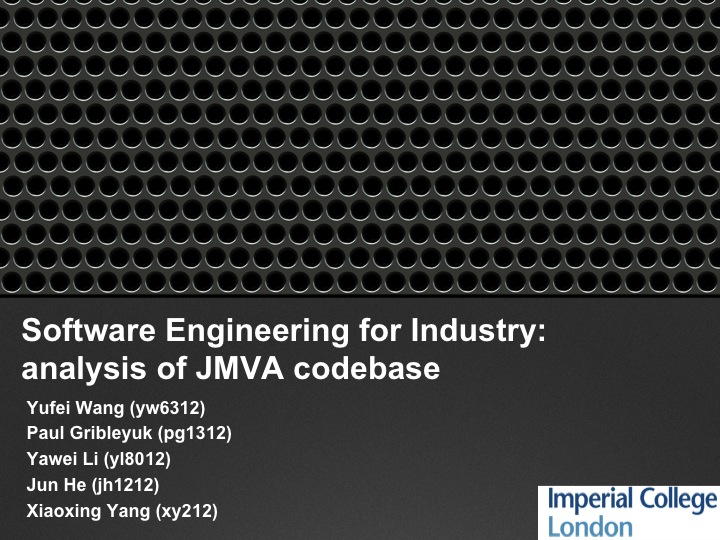 Software Engineering for Industry:
analysis of JMVA codebase
Yufei Wang (yw6312)
Paul Gribleyuk (pg1312)
Yawei Li (yl8012)
Jun He (jh1212)
Xiaoxing Yang (xy212)
Imperial College
London